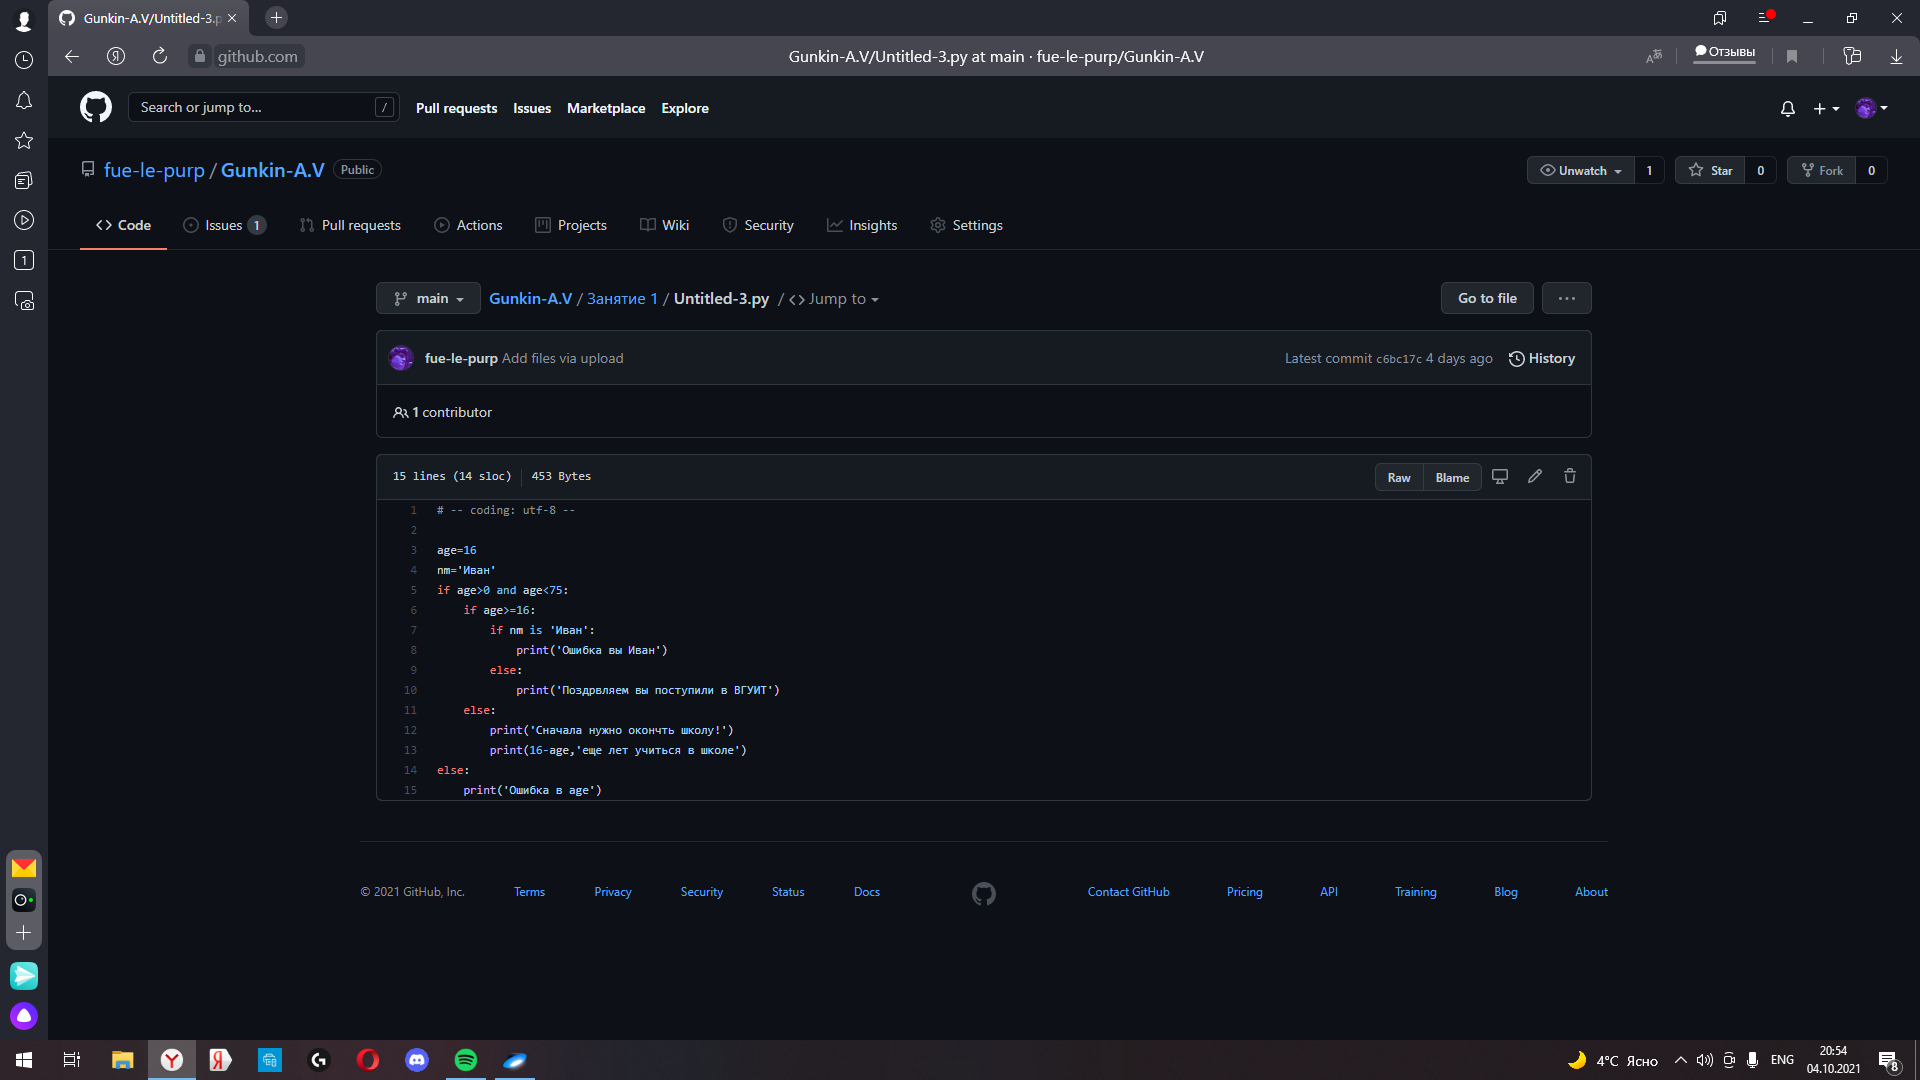 Gunkin-A.V/Untitled-3.p
github.com
Gunkin-A.V/Untitled-3.py at main · fue-le-purp/Gunkin-A.V
Отзывы
Search or jump to...
/
Pull requests
Issues
Marketplace
Explore
fue-le-purp / Gunkin-A.V
Public
Unwatch
1
Star
0
Fork
0
Code
Issues 1
Pull requests
Actions
Projects
Wiki
Security
Insights
Settings
1
main
Gunkin-A.V / Занятие 1 / Untitled-3.py / <> Jump to
Go to file
...
fue-le-purp Add files via upload
Latest commit c6bc17c 4 days ago
History
1 contributor
15 lines (14 sloc)
453 Bytes
Raw
Blame
1 # -- coding: utf-8 --
2
3 age=16
4 nm='Иван'
5 if age>0 and age<75:
6 if age>=16:
7 if nm is 'Иван':
8 print('Ошибка вы Иван')
9 else:
10 print('Поздрвляем вы поступили в ВГУИТ')
11 else:
12 print('Сначала нужно окончть школу!')
13 print(16-age,'еще лет учиться в школе')
14 else:
15 print('Ошибка в age')
© 2021 GitHub, Inc.
Terms
Privacy
Security
Status
Docs
Contact GitHub
Pricing
API
Training
Blog
About
4°C Ясно
ENG
20:54
04.10.2021
8